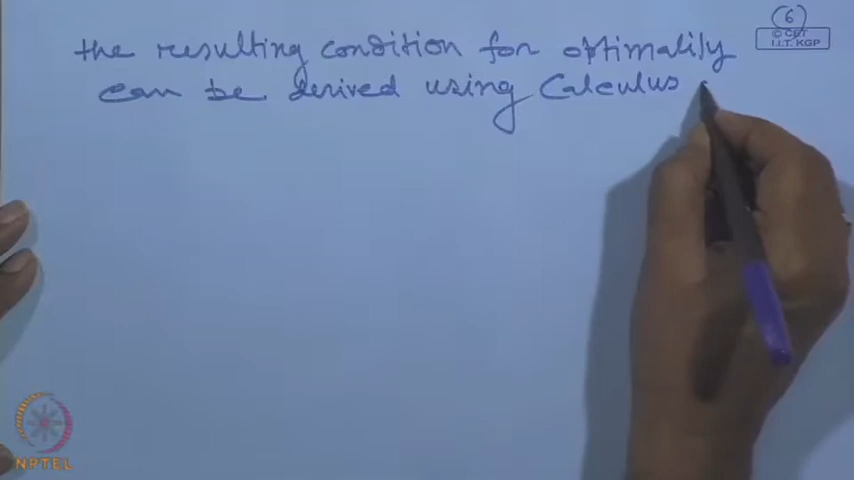 6
© CET
I.I.T. KGP
the resulting condition for optimality
can be derived using Calculus
NPTEL